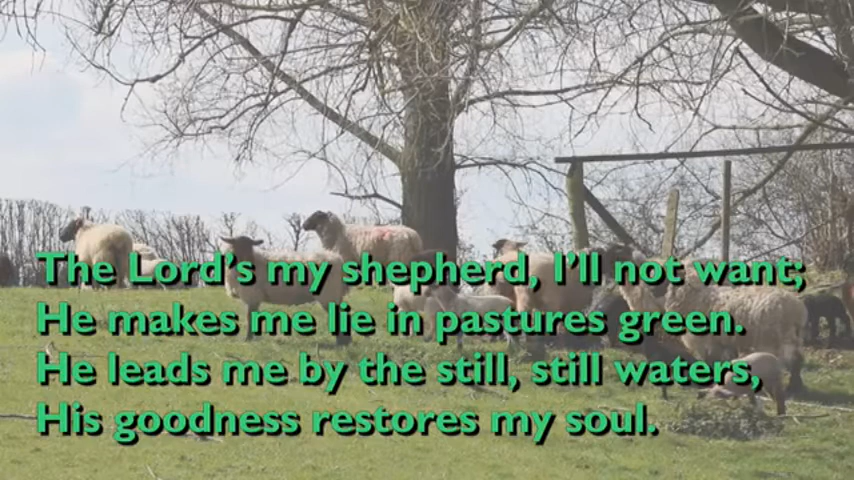 The Lord's my shepherd, I'll not want;
He makes me lie in pastures green.
He leads me by the still, still waters,
His goodness restores my soul.